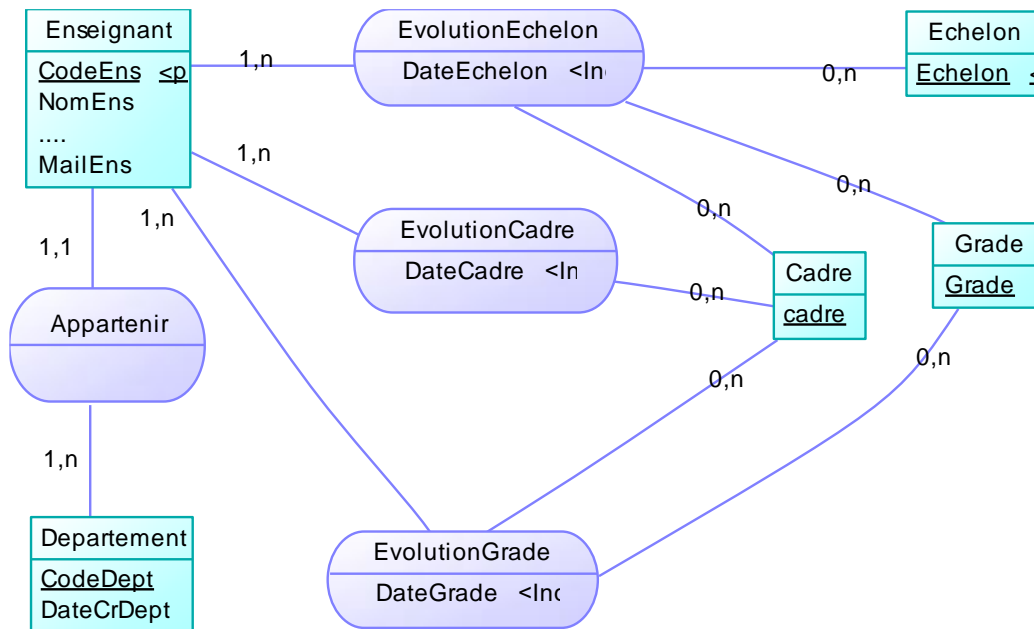 Enseignant
CodeEns <p
NomEns
....
MailEns
1,n
EvolutionEchelon
DateEchelon <In
0,n
Echelon
Echelon <
1,n
1,n
0,n
0,n
EvolutionCadre
DateCadre <In
0,n
Cadre
cadre
Grade
Grade
1,1
Appartenir
0,n
0,n
1,n
Departement
CodeDept
DateCrDept
EvolutionGrade
DateGrade <Inc